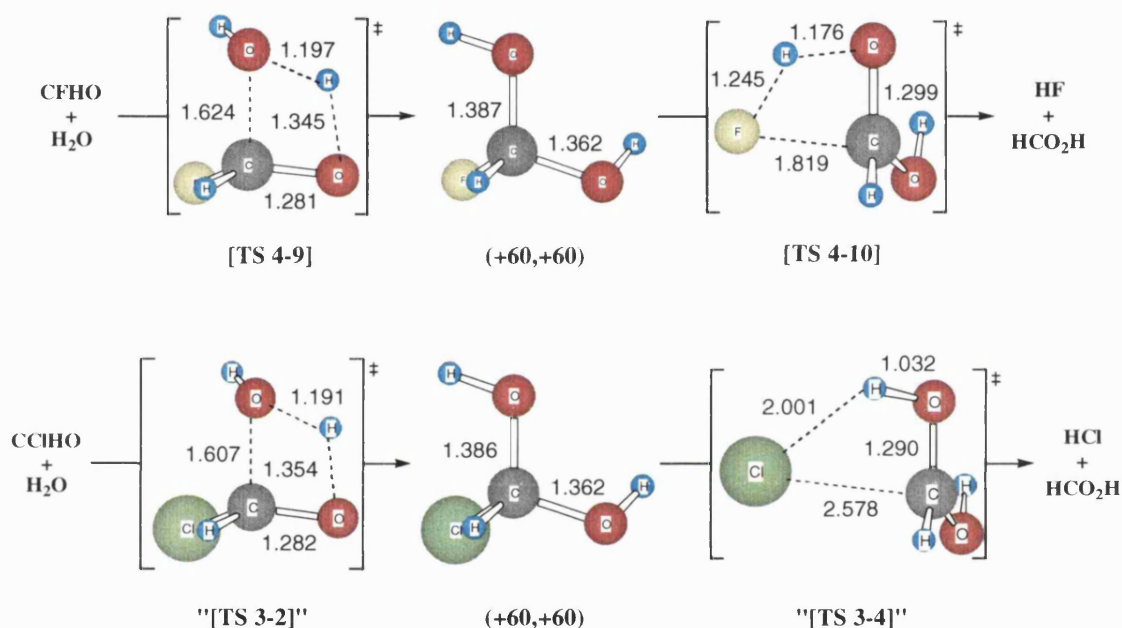 CFHO
+
H₂O
H
O
1.197
H
1.624
1.345
C
F
H
O
1.281
‡
[TS 4-9]
H
O
1.387
C
1.362
H
F
H
O
(+60,+60)
1.176
O
H
1.245
1.299
F
C
H
1.819
O
H
‡
[TS 4-10]
HF
+
HCO₂H
CClHO
+
H₂O
H
O
1.191
H
1.607
1.354
C
Cl
H
O
1.282
‡
"[TS 3-2]"
H
O
1.386
C
1.362
H
Cl
H
O
(+60,+60)
1.032
H
O
2.001
1.290
Cl
C
H
2.578
H
O
‡
"[TS 3-4]"
HCl
+
HCO₂H